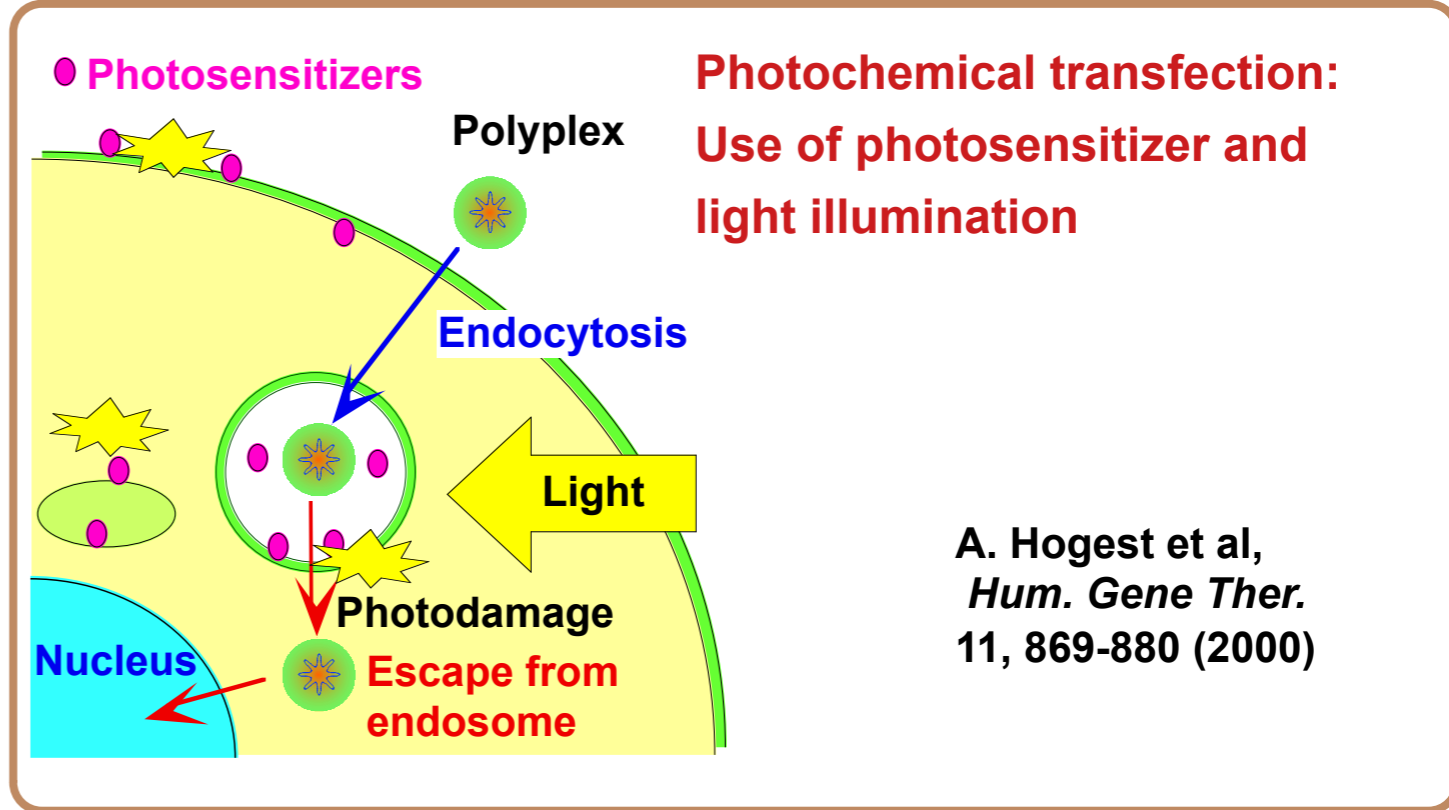 Photosensitizers
Polyplex
Photochemical transfection:
Use of photosensitizer and
light illumination
Endocytosis
Light
Photodamage
Nucleus
Escape from
endosome
A. Hogest et al,
Hum. Gene Ther.
11, 869-880 (2000)